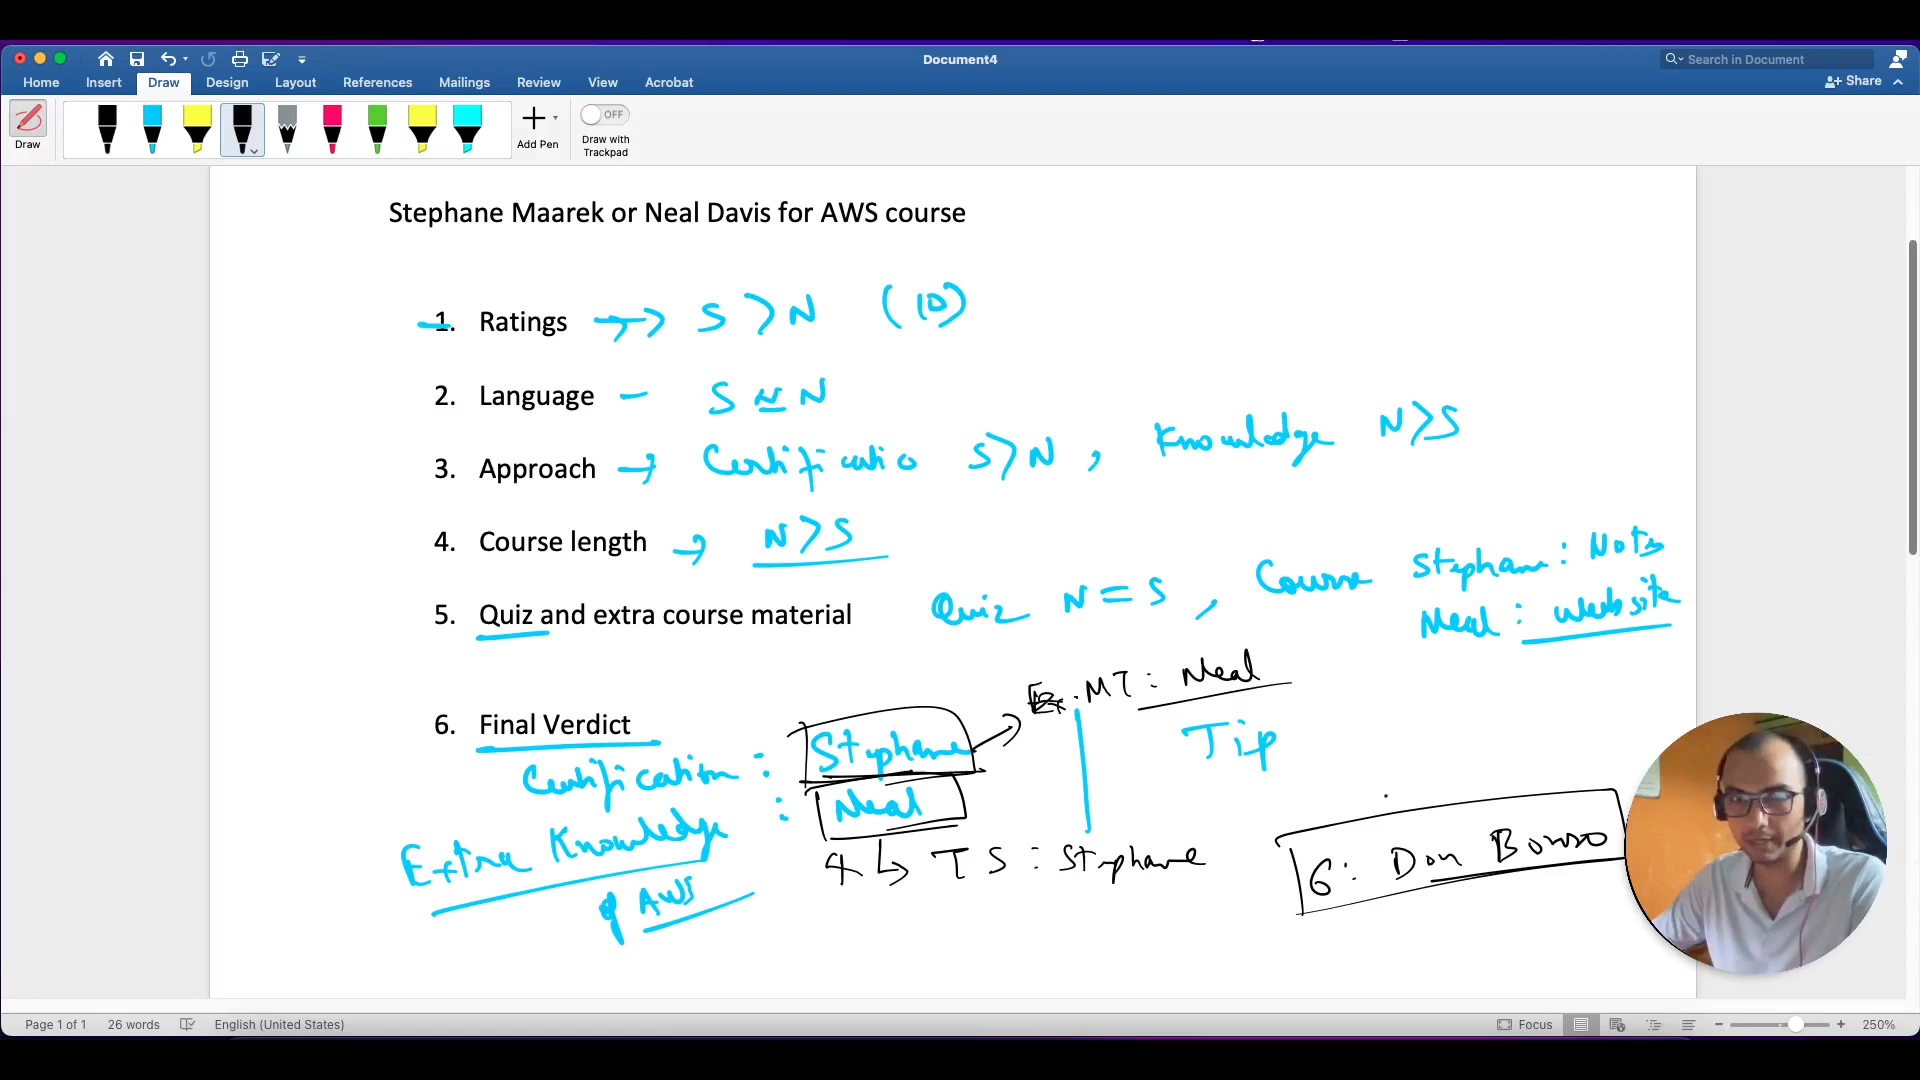 Document4
Search in Document
Home Insert Draw Design Layout References Mailings Review View Acrobat
Share
Draw
Add Pen
OFF
Draw with
Trackpad
Stephane Maarek or Neal Davis for AWS course
1. Ratings → S > N (10)
2. Language - S ≈ N
3. Approach → Certificatio S>N, Knowledge N>S
4. Course length → N>S
5. Quiz and extra course material Quiz N = S, Course Stephane: Notes
Neal: Website
6. Final Verdict
MT: Neal
Tip
Certification : Stephane
Extra Knowledge : Neal
of AWS
TS: Stephane
6: Don Bonso
Page 1 of 1 26 words English (United States) Focus 250%